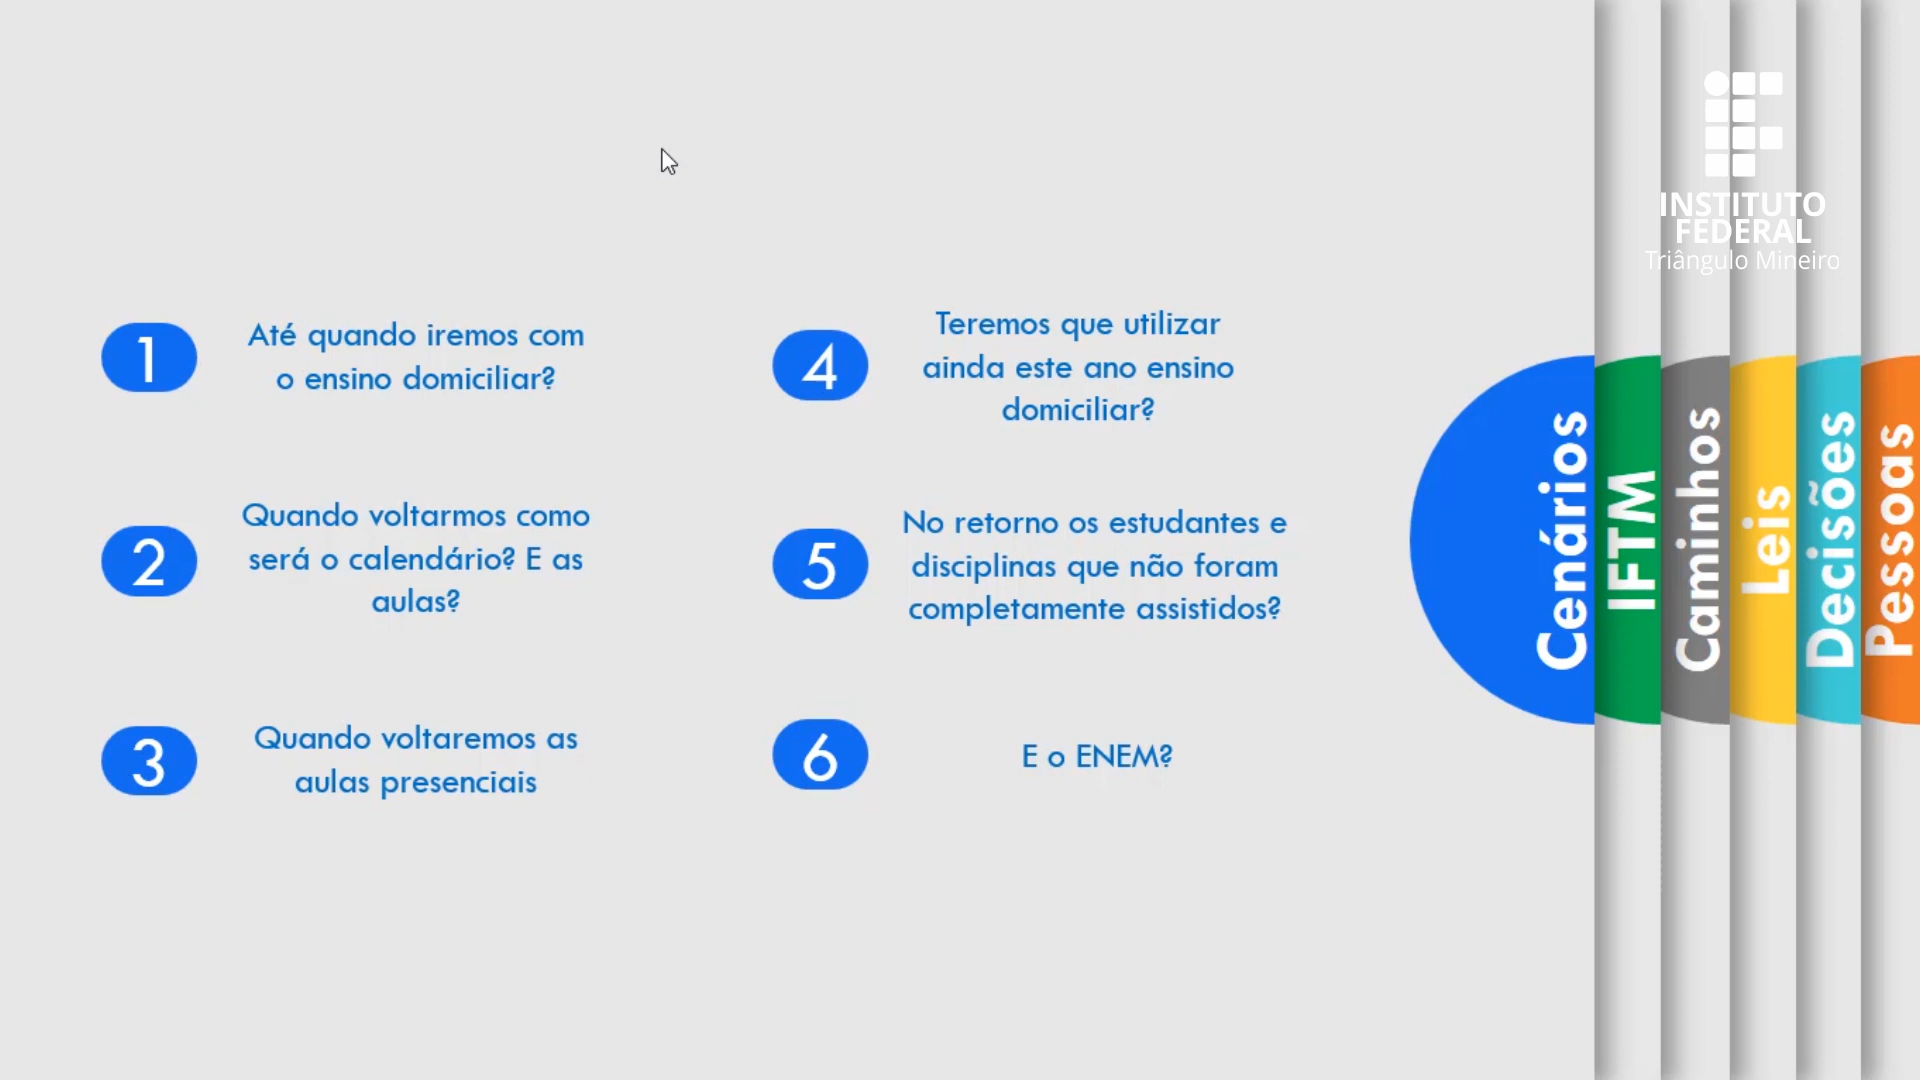 1
Até quando iremos com
o ensino domiciliar?
2
Quando voltarmos como
será o calendário? E as
aulas?
3
Quando voltaremos as
aulas presenciais
4
Teremos que utilizar
ainda este ano ensino
domiciliar?
5
No retorno os estudantes e
disciplinas que não foram
completamente assistidos?
6
E o ENEM?
INSTITUTO
FEDERAL
Triângulo Mineiro
Cenários
IFTM
Caminhos
Leis
Decisões
Pessoas